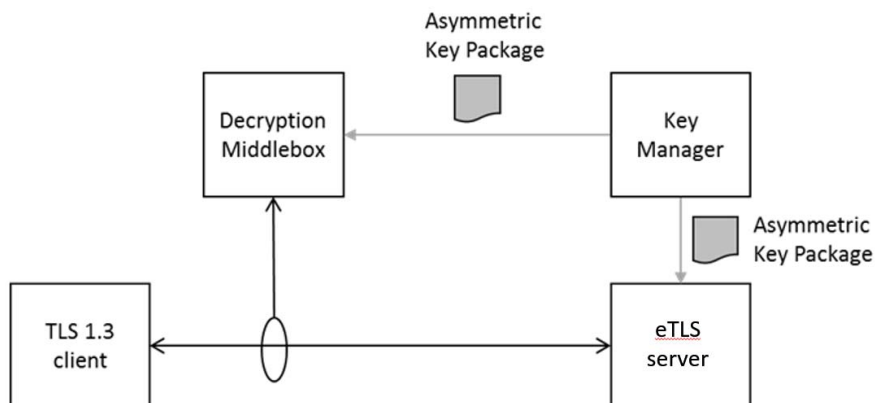 Asymmetric
Key Package
Decryption
Middlebox
Key
Manager
Asymmetric
Key Package
TLS 1.3
client
eTLS
server